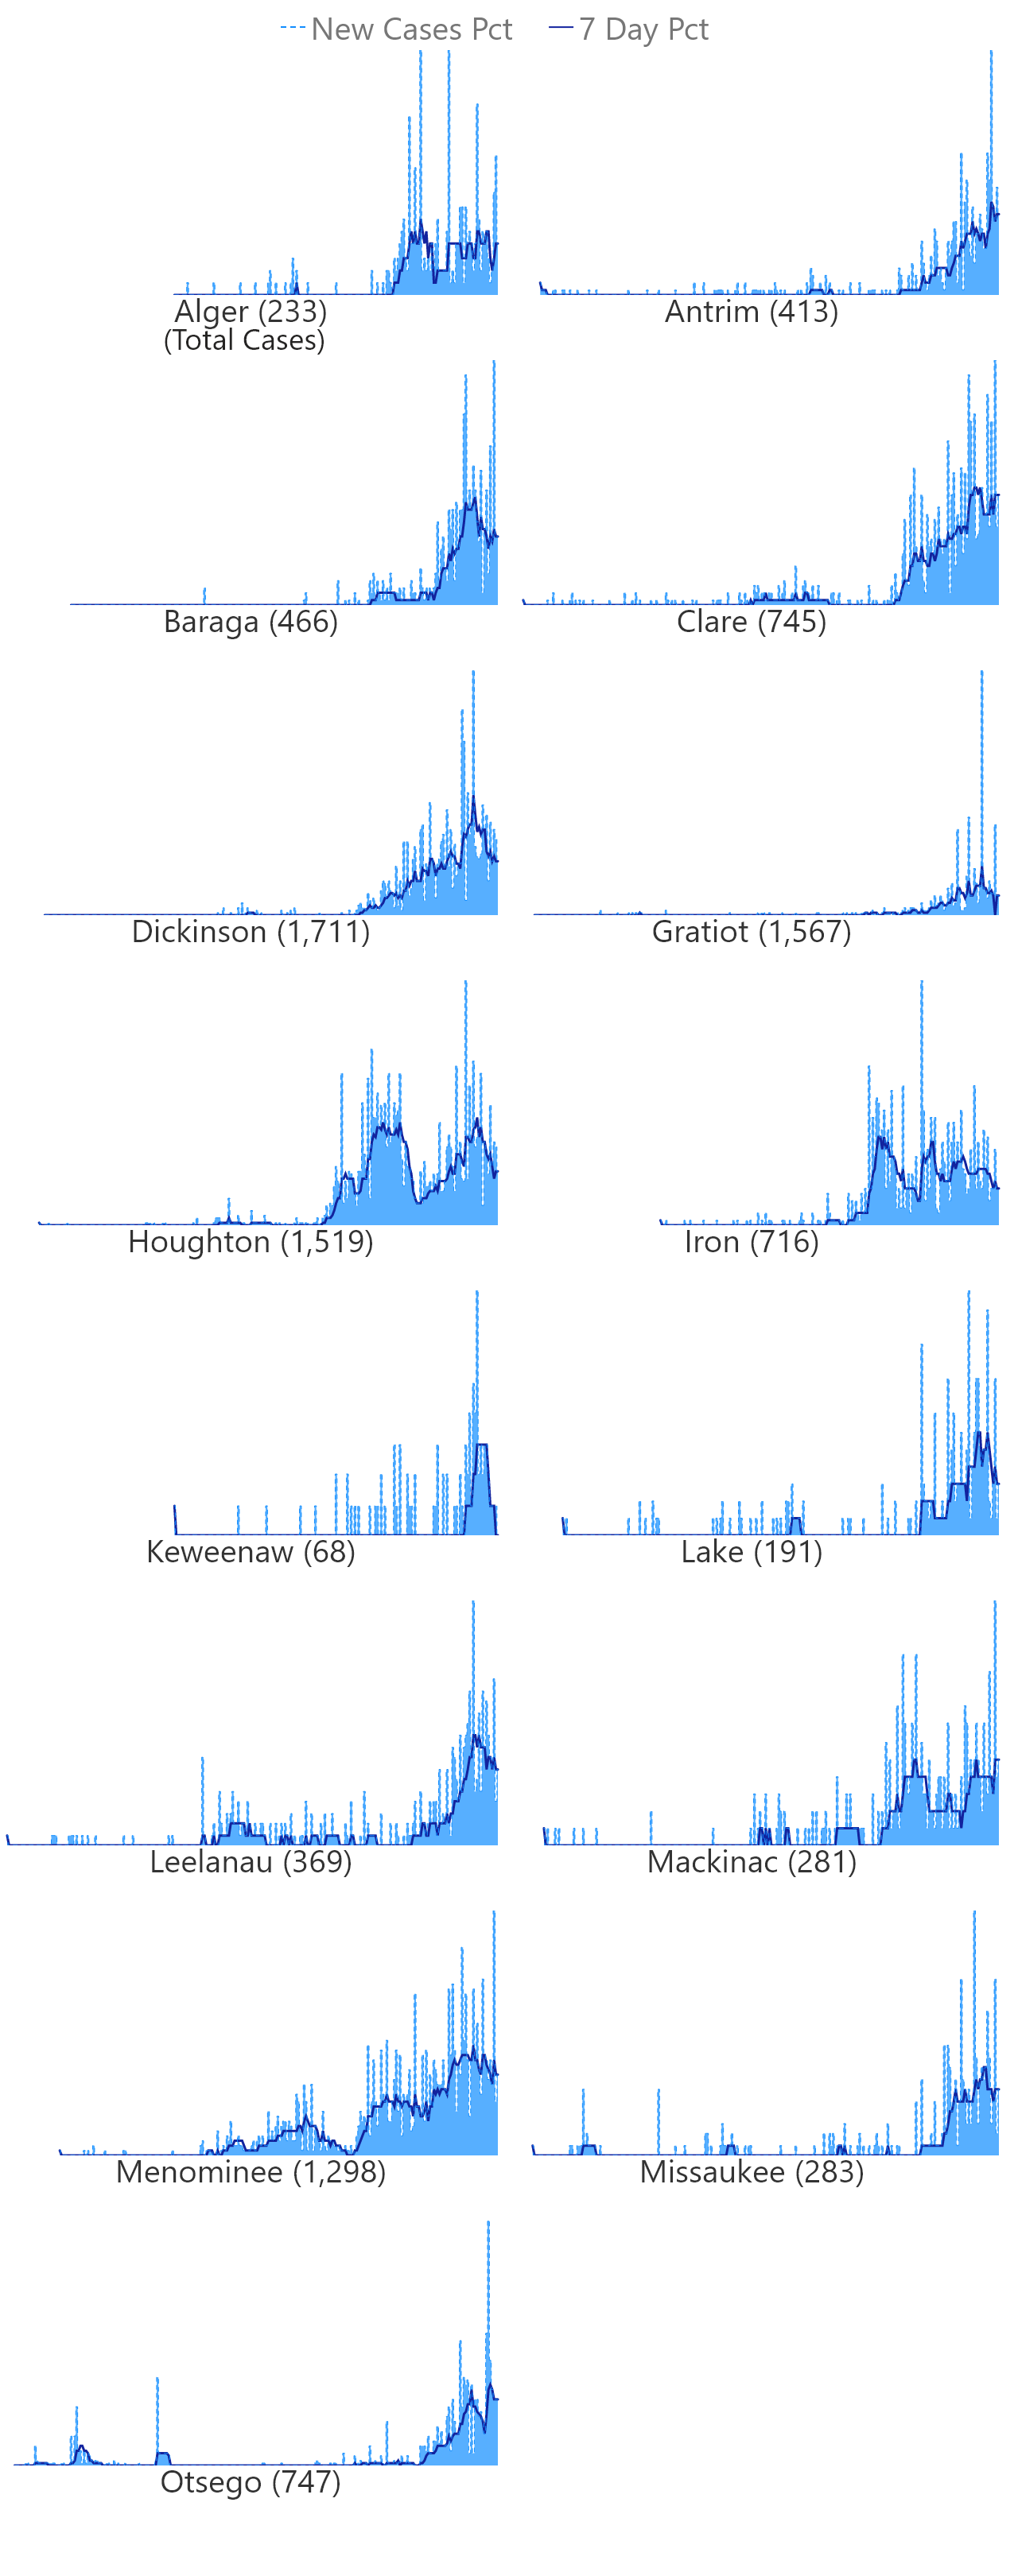 New Cases Pct 7 Day Pct
Alger (233) Antrim (413)
(Total Cases)
Baraga (466) Clare (745)
Dickinson (1,711) Gratiot (1,567)
Houghton (1,519) Iron (716)
Keweenaw (68) Lake (191)
Leelanau (369) Mackinac (281)
Menominee (1,298) Missaukee (283)
Otsego (747)